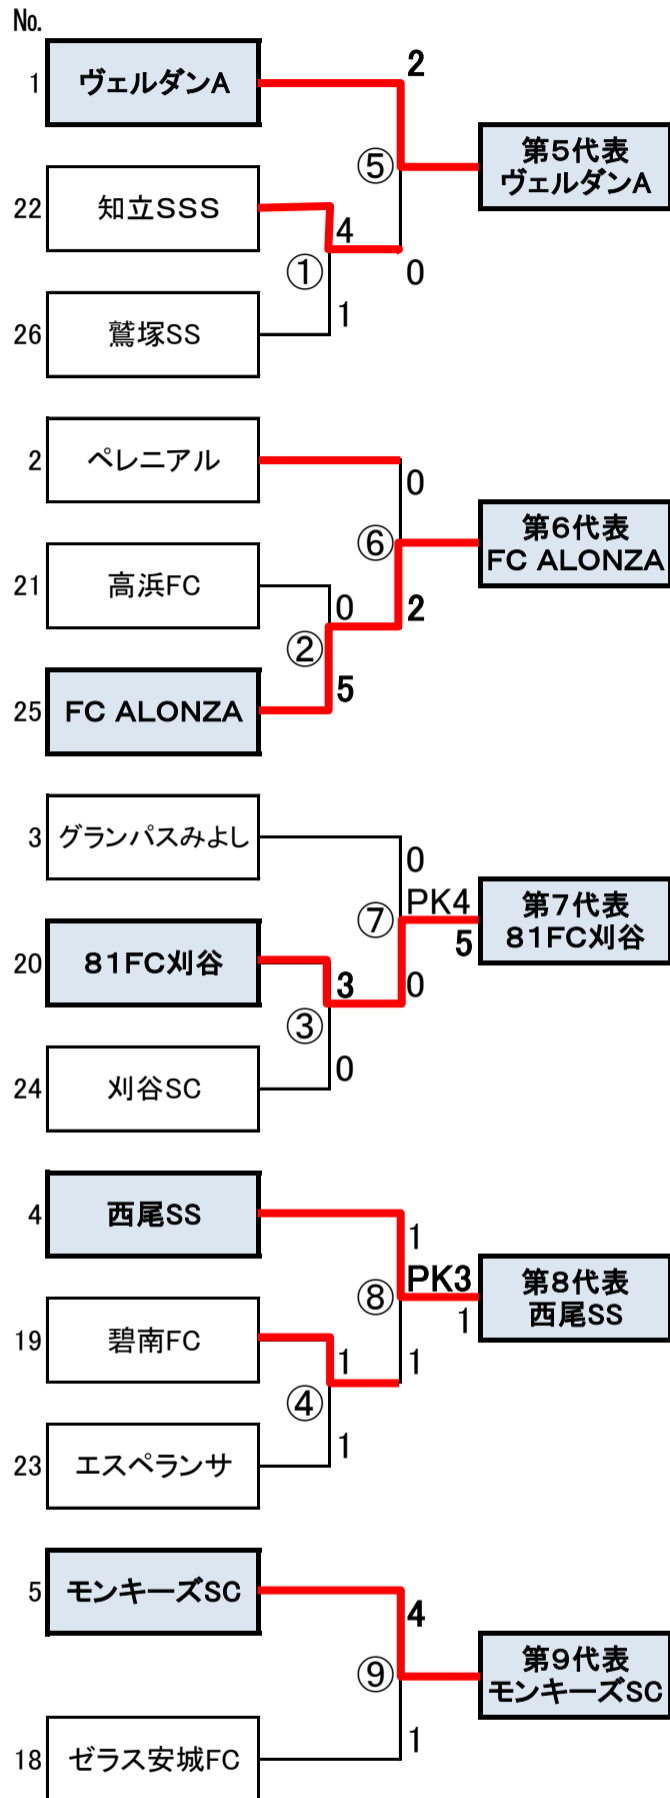 No.
1 ヴェルダンA
2
⑤
第5代表
ヴェルダンA
22 知立SSS
4
0
①
26 鷲塚SS
1
2 ペレニアル
0
⑥
第6代表
FC ALONZA
21 高浜FC
0
2
②
25 FC ALONZA
5
3 グランパスみよし
0
⑦
PK4
5
第7代表
81FC刈谷
20 81FC刈谷
3
0
③
24 刈谷SC
0
4 西尾SS
1
⑧
PK3
1
第8代表
西尾SS
19 碧南FC
1
1
④
23 エスペランサ
1
5 モンキーズSC
4
⑨
第9代表
モンキーズSC
18 ゼラス安城FC
1